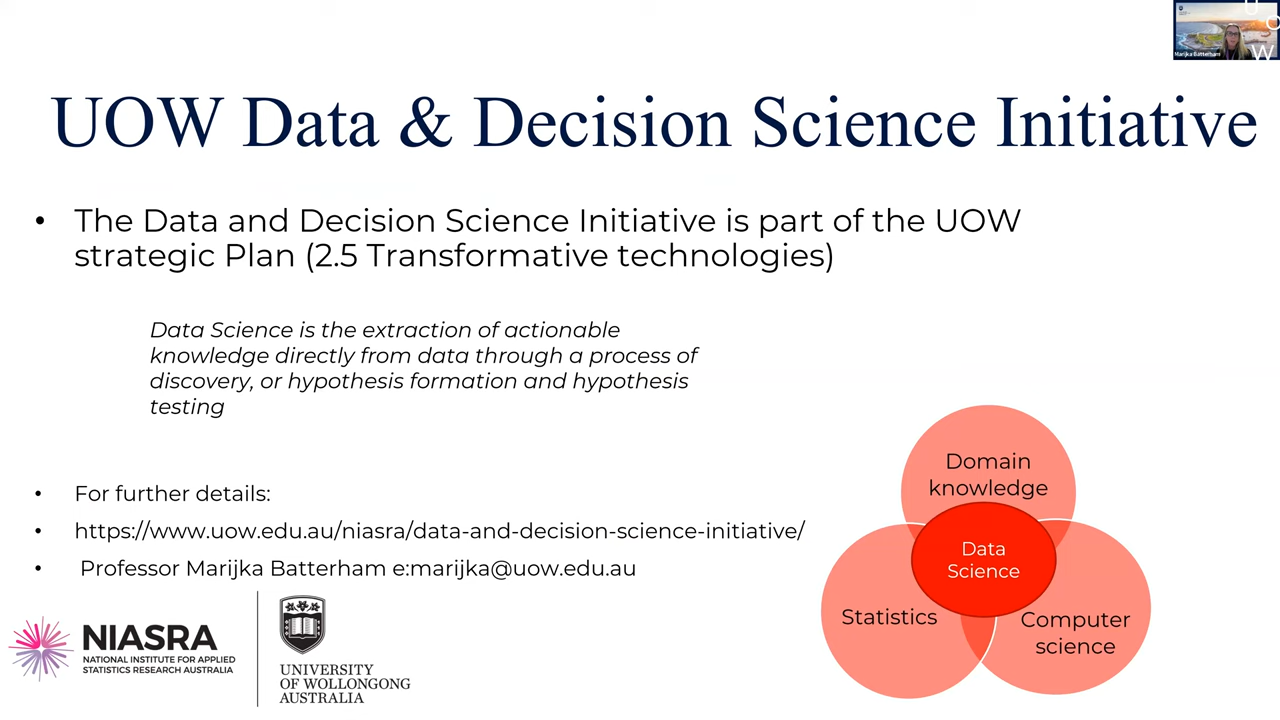 U
O
W
Marijka Batterham
UOW Data & Decision Science Initiative
• The Data and Decision Science Initiative is part of the UOW
strategic Plan (2.5 Transformative technologies)
Data Science is the extraction of actionable
knowledge directly from data through a process of
discovery, or hypothesis formation and hypothesis
testing
• For further details:
• https://www.uow.edu.au/niasra/data-and-decision-science-initiative/
• Professor Marijka Batterham e:marijka@uow.edu.au
Domain
knowledge
Data
Science
Statistics
Computer
science
NIASRA
NATIONAL INSTITUTE FOR APPLIED
STATISTICS RESEARCH AUSTRALIA
UNIVERSITY
OF WOLLONGONG
AUSTRALIA